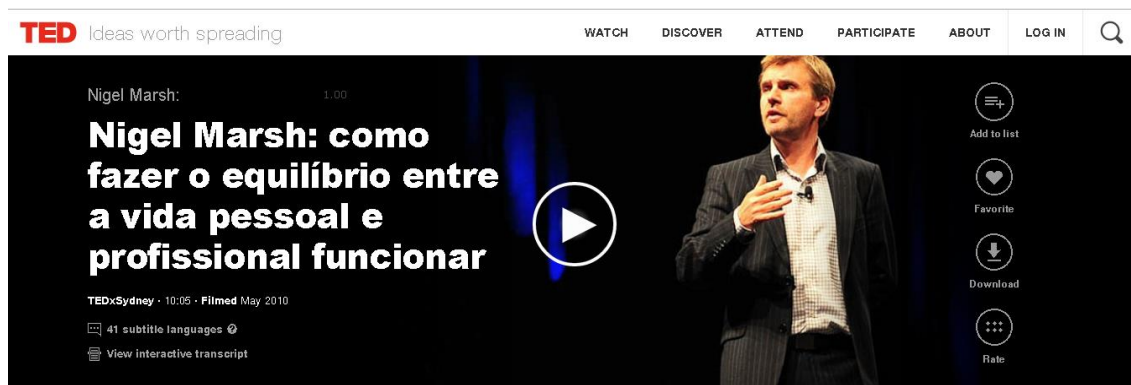 TED Ideas worth spreading
WATCH DISCOVER ATTEND PARTICIPATE ABOUT LOG IN
Nigel Marsh: 1.00
Nigel Marsh: como
fazer o equilíbrio entre
a vida pessoal e
profissional funcionar
TEDxSydney · 10:05 · Filmed May 2010
41 subtitle languages ?
View interactive transcript
Add to list
Favorite
Download
Rate